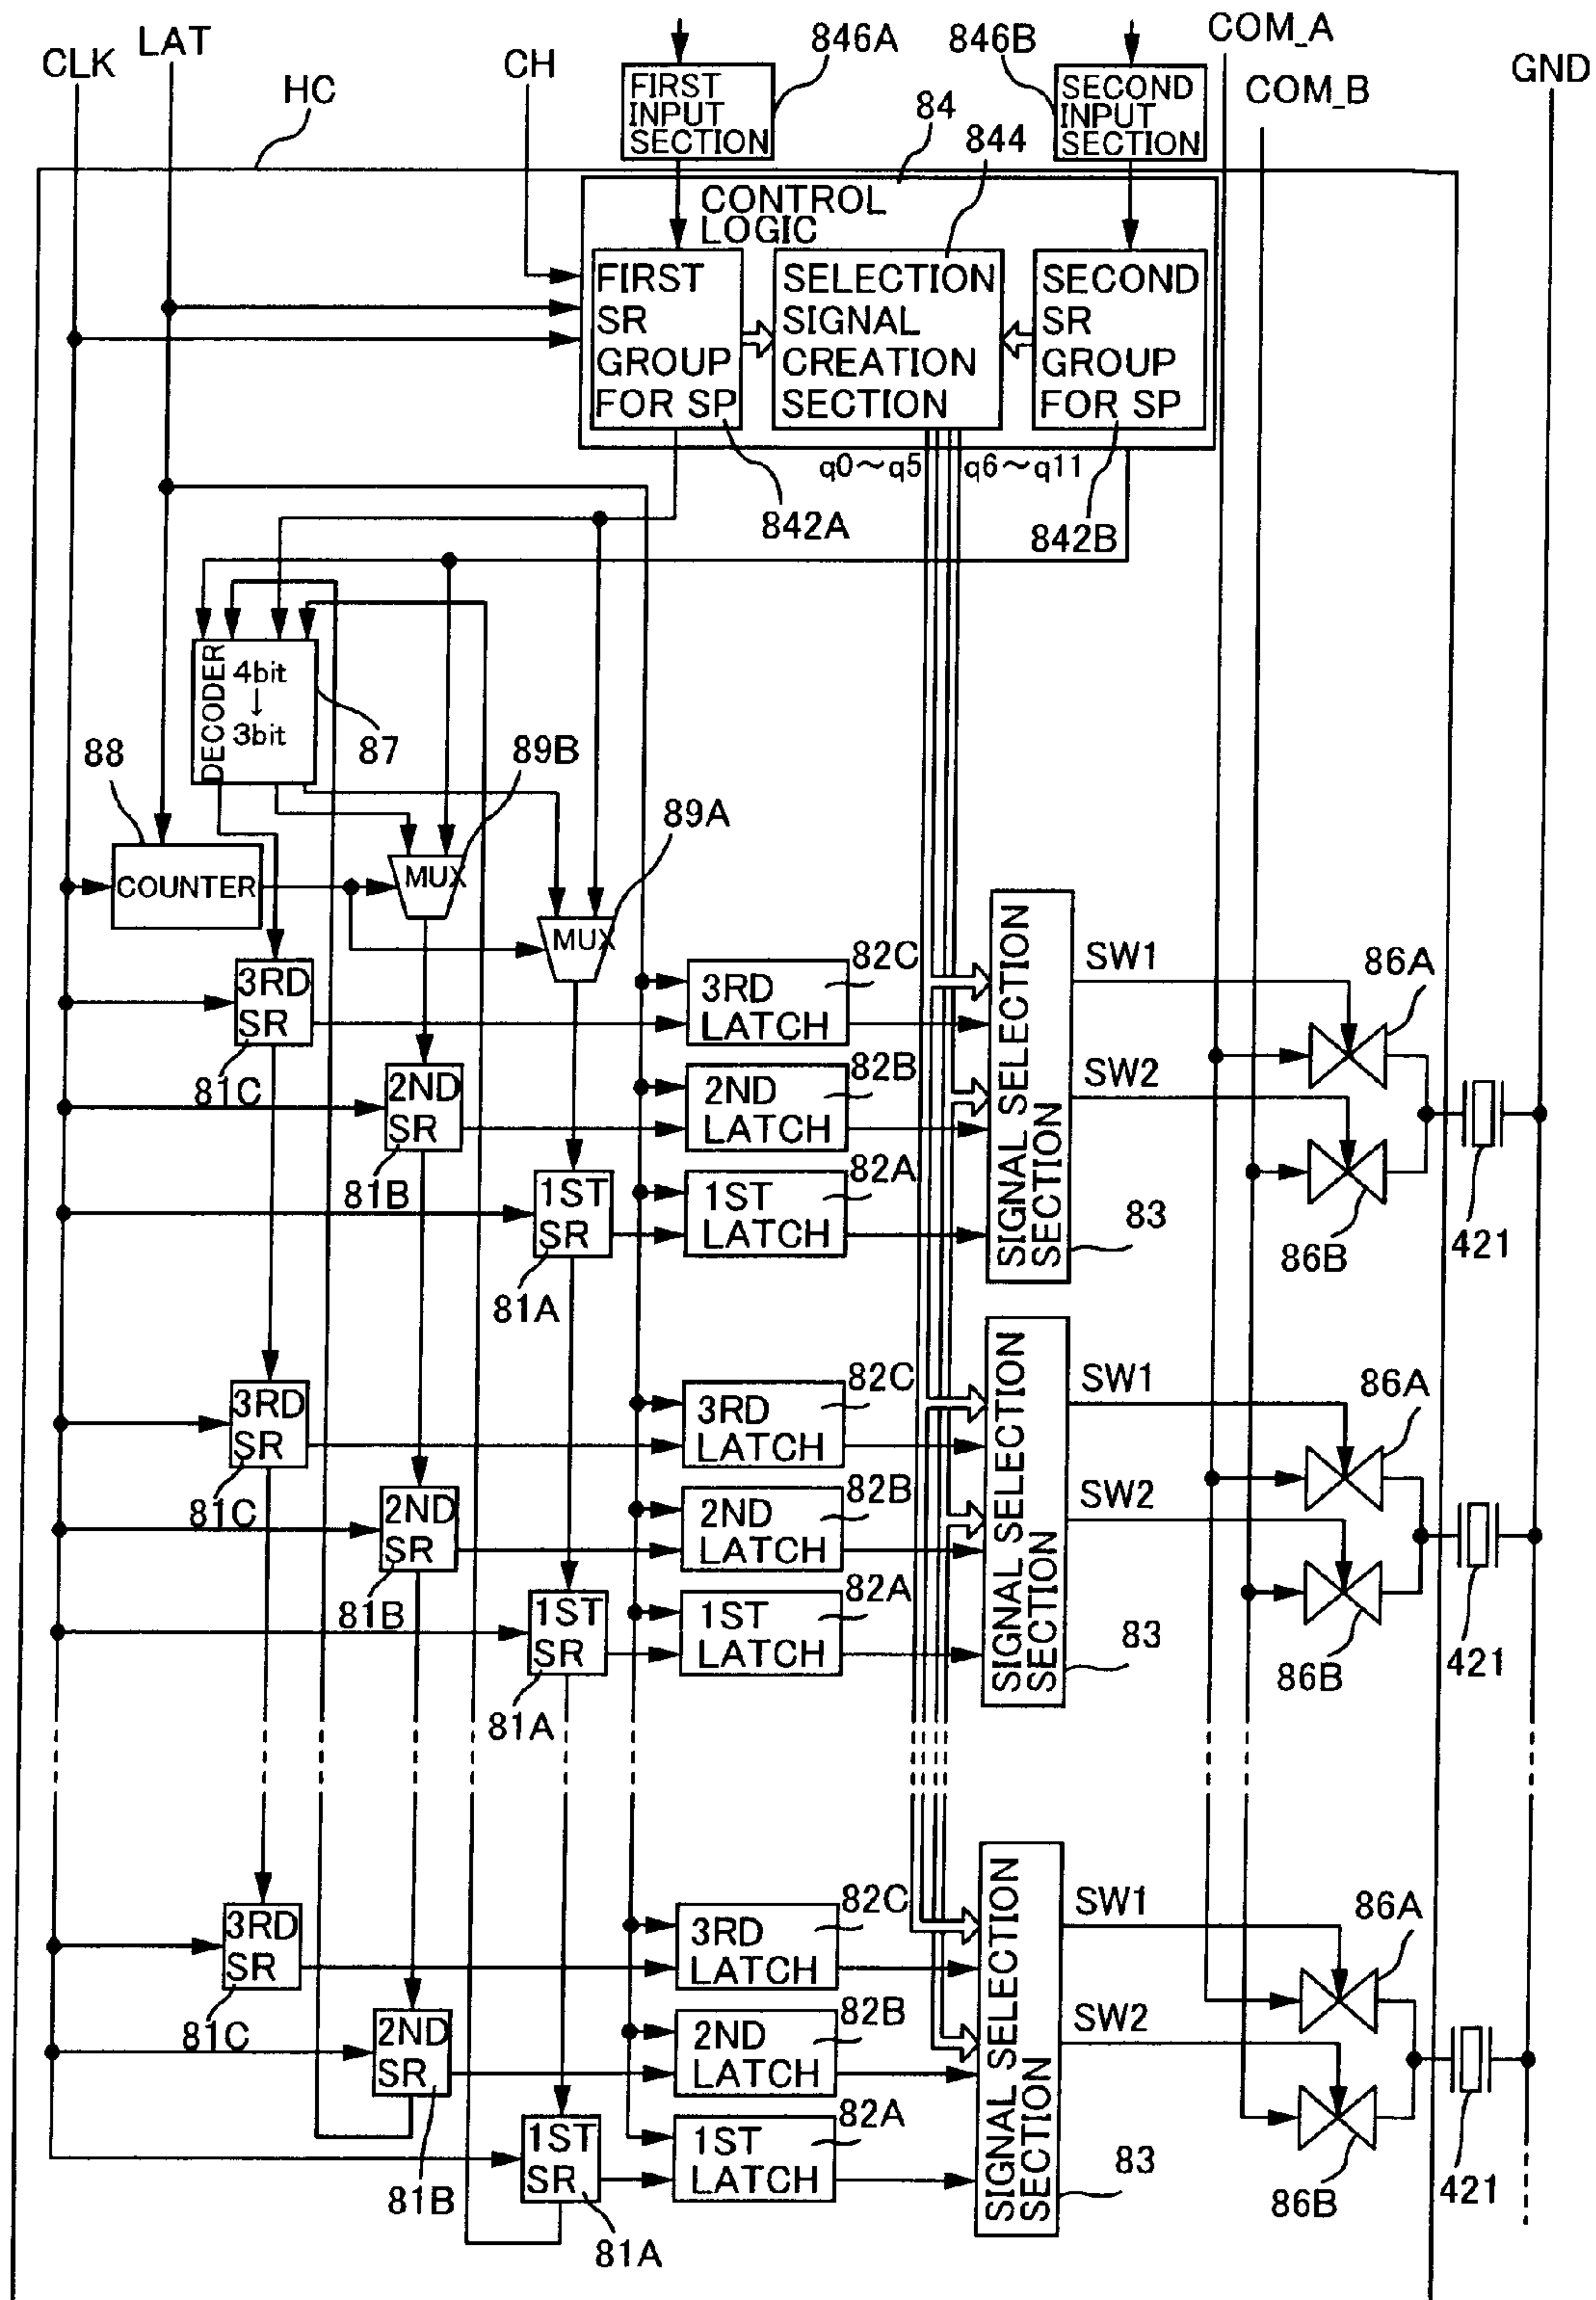 CLK
LAT
HC
CH
846A
846B
COM_A
COM_B
GND
FIRST
INPUT
SECTION
SECOND
INPUT
SECTION
84
844
CONTROL
LOGIC
FIRST
SR
GROUP
FOR SP
SELECTION
SIGNAL
CREATION
SECTION
SECOND
SR
GROUP
FOR SP
q0～q5
q6～q11
842A
842B
DECODER
4bit
↓
3bit
87
88
89B
89A
COUNTER
MUX
MUX
3RD
SR
81C
2ND
SR
81B
1ST
SR
81A
3RD
LATCH
82C
2ND
LATCH
82B
1ST
LATCH
82A
SIGNAL SELECTION
SECTION
83
SW1
SW2
86A
86B
421
3RD
SR
81C
2ND
SR
81B
1ST
SR
81A
3RD
LATCH
82C
2ND
LATCH
82B
1ST
LATCH
82A
SIGNAL SELECTION
SECTION
83
SW1
SW2
86A
86B
421
3RD
SR
81C
2ND
SR
81B
1ST
SR
81A
3RD
LATCH
82C
2ND
LATCH
82B
1ST
LATCH
82A
SIGNAL SELECTION
SECTION
83
SW1
SW2
86A
86B
421